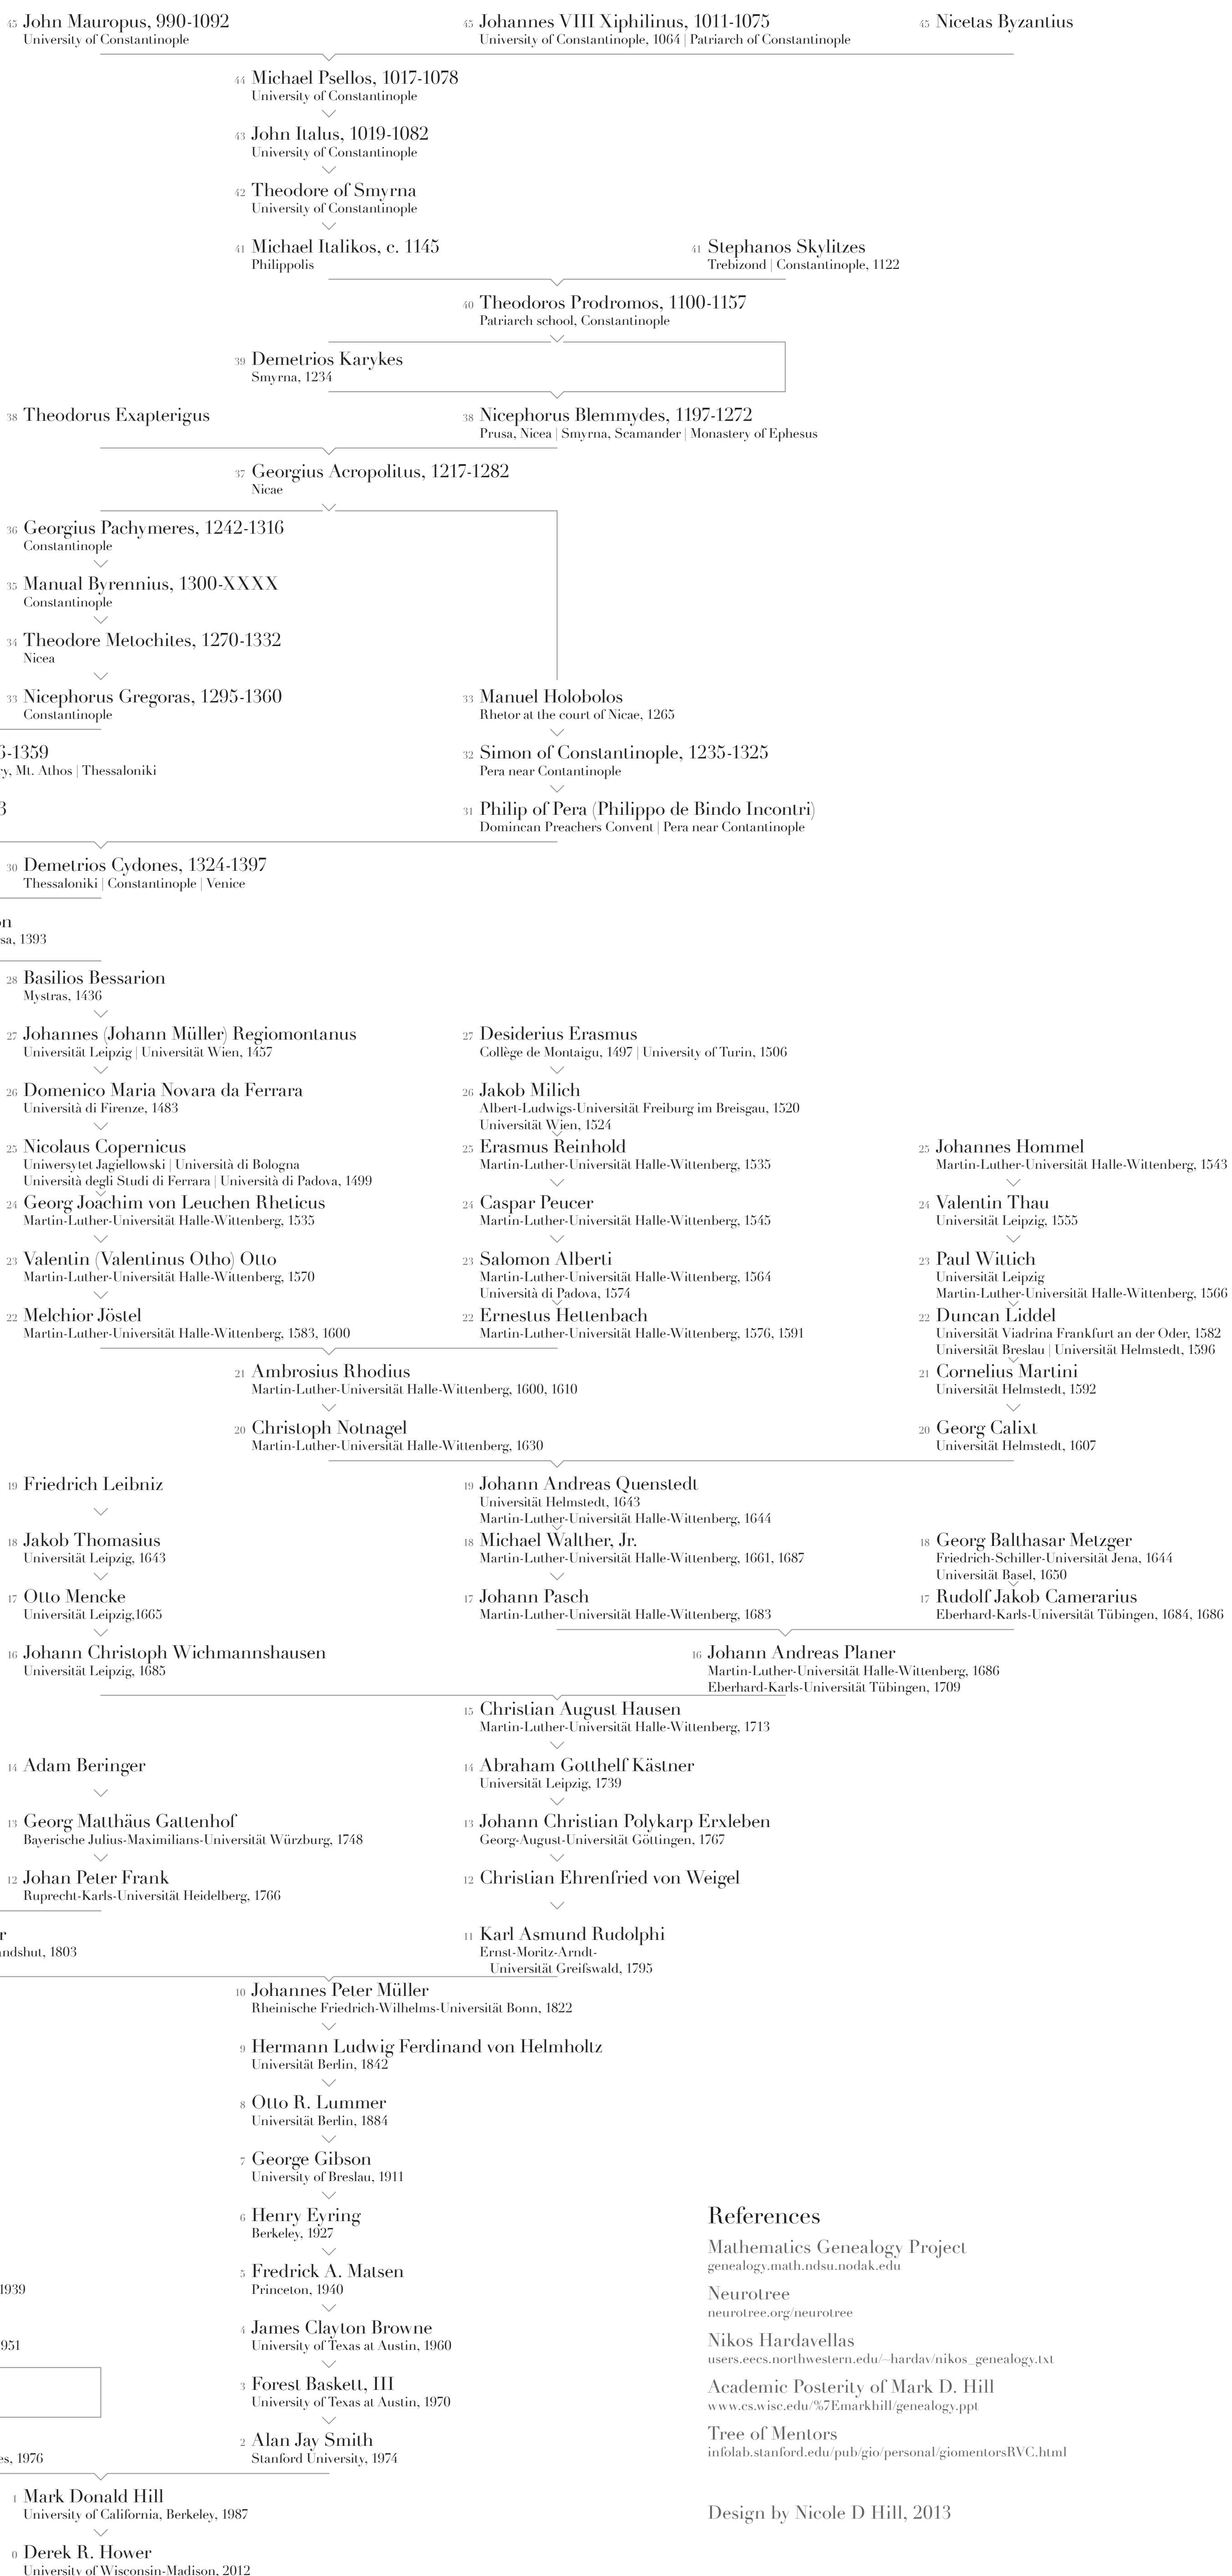 45 John Mauropus, 990-1092
University of Constantinople
45 Johannes VIII Xiphilinus, 1011-1075
University of Constantinople, 1064 | Patriarch of Constantinople
45 Nicetas Byzantius
44 Michael Psellos, 1017-1078
University of Constantinople
43 John Italus, 1019-1082
University of Constantinople
42 Theodore of Smyrna
University of Constantinople
41 Michael Italikos, c. 1145
Philippolis
41 Stephanos Skylitzes
Trebizond | Constantinople, 1122
40 Theodoros Prodromos, 1100-1157
Patriarch school, Constantinople
39 Demetrios Karykes
Smyrna, 1234
38 Theodorus Exapterigus
38 Nicephorus Blemmydes, 1197-1272
Prusa, Nicea | Smyrna, Scamander | Monastery of Ephesus
37 Georgius Acropolitus, 1217-1282
Nicae
36 Georgius Pachymeres, 1242-1316
Constantinople
35 Manual Byrennius, 1300-XXXX
Constantinople
34 Theodore Metochites, 1270-1332
Nicea
33 Nicephorus Gregoras, 1295-1360
Constantinople
33 Manuel Holobolos
Rhetor at the court of Nicae, 1265
6-1359
ry, Mt. Athos | Thessaloniki
32 Simon of Constantinople, 1235-1325
Pera near Contantinople
3
31 Philip of Pera (Philippo de Bindo Incontri)
Domincan Preachers Convent | Pera near Contantinople
30 Demetrios Cydones, 1324-1397
Thessaloniki | Constantinople | Venice
on
sa, 1393
28 Basilios Bessarion
Mystras, 1436
27 Johannes (Johann Müller) Regiomontanus
Universität Leipzig | Universität Wien, 1457
27 Desiderius Erasmus
Collège de Montaigu, 1497 | University of Turin, 1506
26 Domenico Maria Novara da Ferrara
Università di Firenze, 1483
26 Jakob Milich
Albert-Ludwigs-Universität Freiburg im Breisgau, 1520
Universität Wien, 1524
25 Nicolaus Copernicus
Uniwersytet Jagiellowski | Università di Bologna
Università degli Studi di Ferrara | Università di Padova, 1499
25 Erasmus Reinhold
Martin-Luther-Universität Halle-Wittenberg, 1535
25 Johannes Hommel
Martin-Luther-Universität Halle-Wittenberg, 1543
24 Georg Joachim von Leuchen Rheticus
Martin-Luther-Universität Halle-Wittenberg, 1535
24 Caspar Peucer
Martin-Luther-Universität Halle-Wittenberg, 1545
24 Valentin Thau
Universität Leipzig, 1555
23 Valentin (Valentinus Otho) Otto
Martin-Luther-Universität Halle-Wittenberg, 1570
23 Salomon Alberti
Martin-Luther-Universität Halle-Wittenberg, 1564
Università di Padova, 1574
23 Paul Wittich
Universität Leipzig
Martin-Luther-Universität Halle-Wittenberg, 1566
22 Melchior Jöstel
Martin-Luther-Universität Halle-Wittenberg, 1583, 1600
22 Ernestus Hettenbach
Martin-Luther-Universität Halle-Wittenberg, 1576, 1591
22 Duncan Liddel
Universität Viadrina Frankfurt an der Oder, 1582
Universität Breslau | Universität Helmstedt, 1596
21 Ambrosius Rhodius
Martin-Luther-Universität Halle-Wittenberg, 1600, 1610
21 Cornelius Martini
Universität Helmstedt, 1592
20 Christoph Notnagel
Martin-Luther-Universität Halle-Wittenberg, 1630
20 Georg Calixt
Universität Helmstedt, 1607
19 Friedrich Leibniz
19 Johann Andreas Quenstedt
Universität Helmstedt, 1643
Martin-Luther-Universität Halle-Wittenberg, 1644
18 Jakob Thomasius
Universität Leipzig, 1643
18 Michael Walther, Jr.
Martin-Luther-Universität Halle-Wittenberg, 1661, 1687
18 Georg Balthasar Metzger
Friedrich-Schiller-Universität Jena, 1644
Universität Basel, 1650
17 Otto Mencke
Universität Leipzig,1665
17 Johann Pasch
Martin-Luther-Universität Halle-Wittenberg, 1683
17 Rudolf Jakob Camerarius
Eberhard-Karls-Universität Tübingen, 1684, 1686
16 Johann Christoph Wichmannshausen
Universität Leipzig, 1685
16 Johann Andreas Planer
Martin-Luther-Universität Halle-Wittenberg, 1686
Eberhard-Karls-Universität Tübingen, 1709
15 Christian August Hausen
Martin-Luther-Universität Halle-Wittenberg, 1713
14 Adam Beringer
14 Abraham Gotthelf Kästner
Universität Leipzig, 1739
13 Georg Matthäus Gattenhof
Bayerische Julius-Maximilians-Universität Würzburg, 1748
13 Johann Christian Polykarp Erxleben
Georg-August-Universität Göttingen, 1767
12 Johan Peter Frank
Ruprecht-Karls-Universität Heidelberg, 1766
12 Christian Ehrenfried von Weigel
r
andshut, 1803
11 Karl Asmund Rudolphi
Ernst-Moritz-Arndt-
Universität Greifswald, 1795
10 Johannes Peter Müller
Rheinische Friedrich-Wilhelms-Universität Bonn, 1822
9 Hermann Ludwig Ferdinand von Helmholtz
Universität Berlin, 1842
8 Otto R. Lummer
Universität Berlin, 1884
7 George Gibson
University of Breslau, 1911
6 Henry Eyring
Berkeley, 1927
5 Fredrick A. Matsen
Princeton, 1940
1939
4 James Clayton Browne
University of Texas at Austin, 1960
951
3 Forest Baskett, III
University of Texas at Austin, 1970
2 Alan Jay Smith
Stanford University, 1974
es, 1976
1 Mark Donald Hill
University of California, Berkeley, 1987
0 Derek R. Hower
University of Wisconsin-Madison, 2012
References
Mathematics Genealogy Project
genealogy.math.ndsu.nodak.edu
Neurotree
neurotree.org/neurotree
Nikos Hardavellas
users.eecs.northwestern.edu/~hardav/nikos_genealogy.txt
Academic Posterity of Mark D. Hill
www.cs.wisc.edu/%7Emarkhill/genealogy.ppt
Tree of Mentors
infolab.stanford.edu/pub/gio/personal/giomentorsRVC.html
Design by Nicole D Hill, 2013